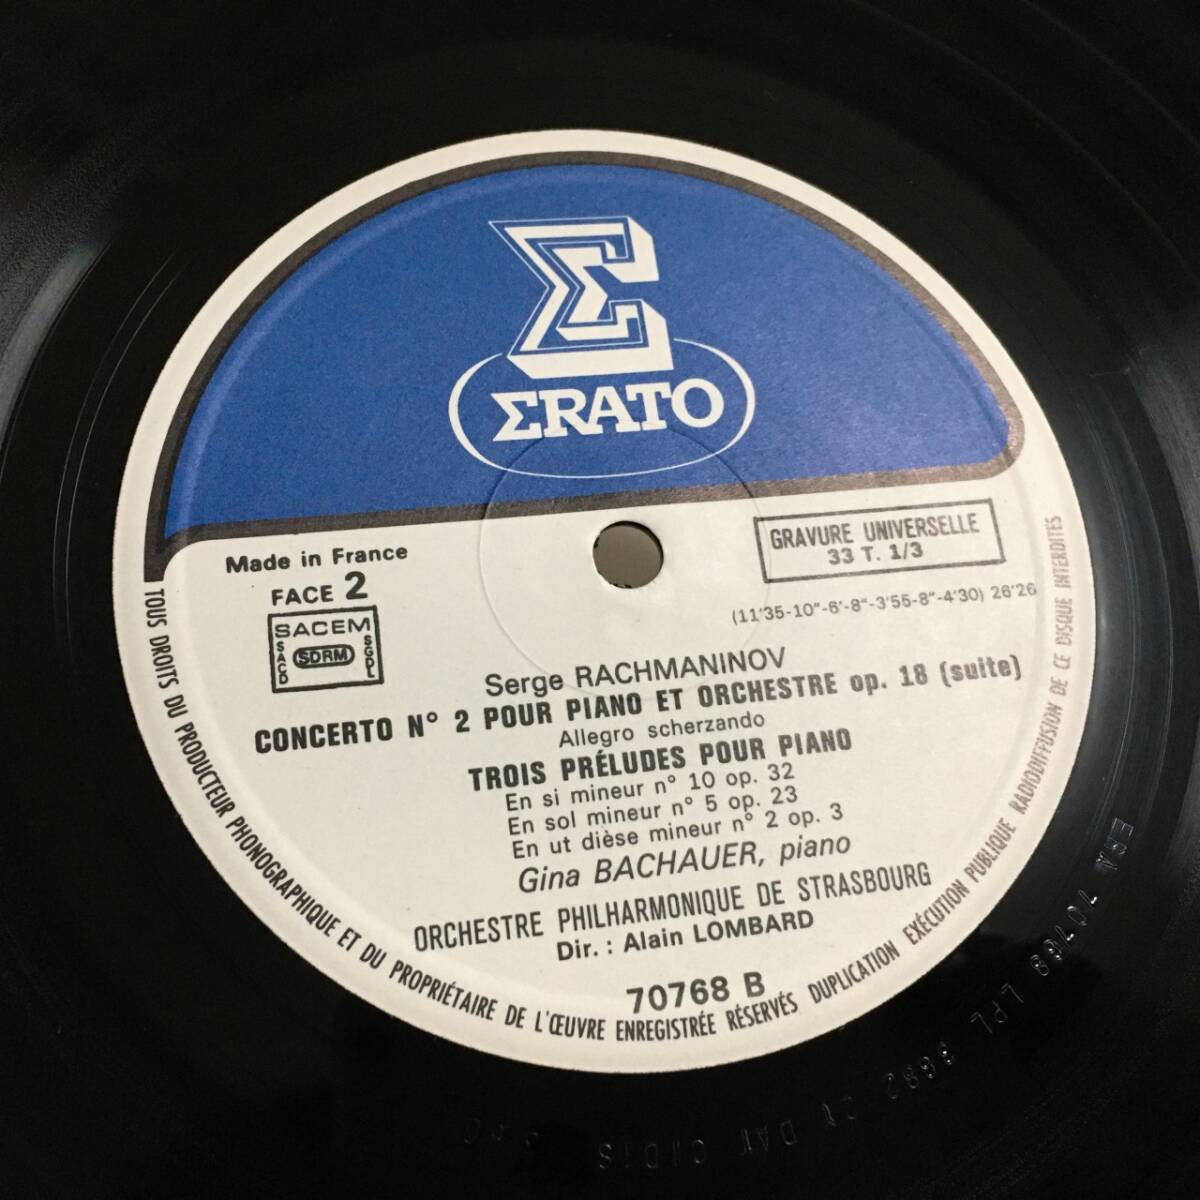 ΣRATO
Made in France
FACE 2
SACEM
SACD
SDRM
SGDL
GRAVURE UNIVERSELLE
33 T. 1/3
(11'35-10"-6'-8"-3'55-8"-4'30) 26'26
Serge RACHMANINOV
CONCERTO N° 2 POUR PIANO ET ORCHESTRE op. 18 (suite)
Allegro scherzando
TROIS PRÉLUDES POUR PIANO
En si mineur n° 10 op. 32
En sol mineur n° 5 op. 23
En ut dièse mineur n° 2 op. 3
Gina BACHAUER, piano
ORCHESTRE PHILHARMONIQUE DE STRASBOURG
Dir. : Alain LOMBARD
70768 B
TOUS DROITS DU PRODUCTEUR PHONOGRAPHIQUE ET DU PROPRIÉTAIRE DE L'ŒUVRE ENREGISTRÉE RÉSERVÉS DUPLICATION EXÉCUTION PUBLIQUE RADIODIFFUSION DE CE DISQUE INTERDITES
70768